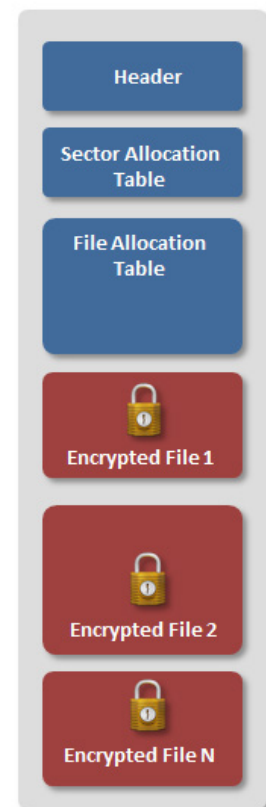 Header
Sector Allocation
Table
File Allocation
Table
Encrypted File 1
Encrypted File 2
Encrypted File N